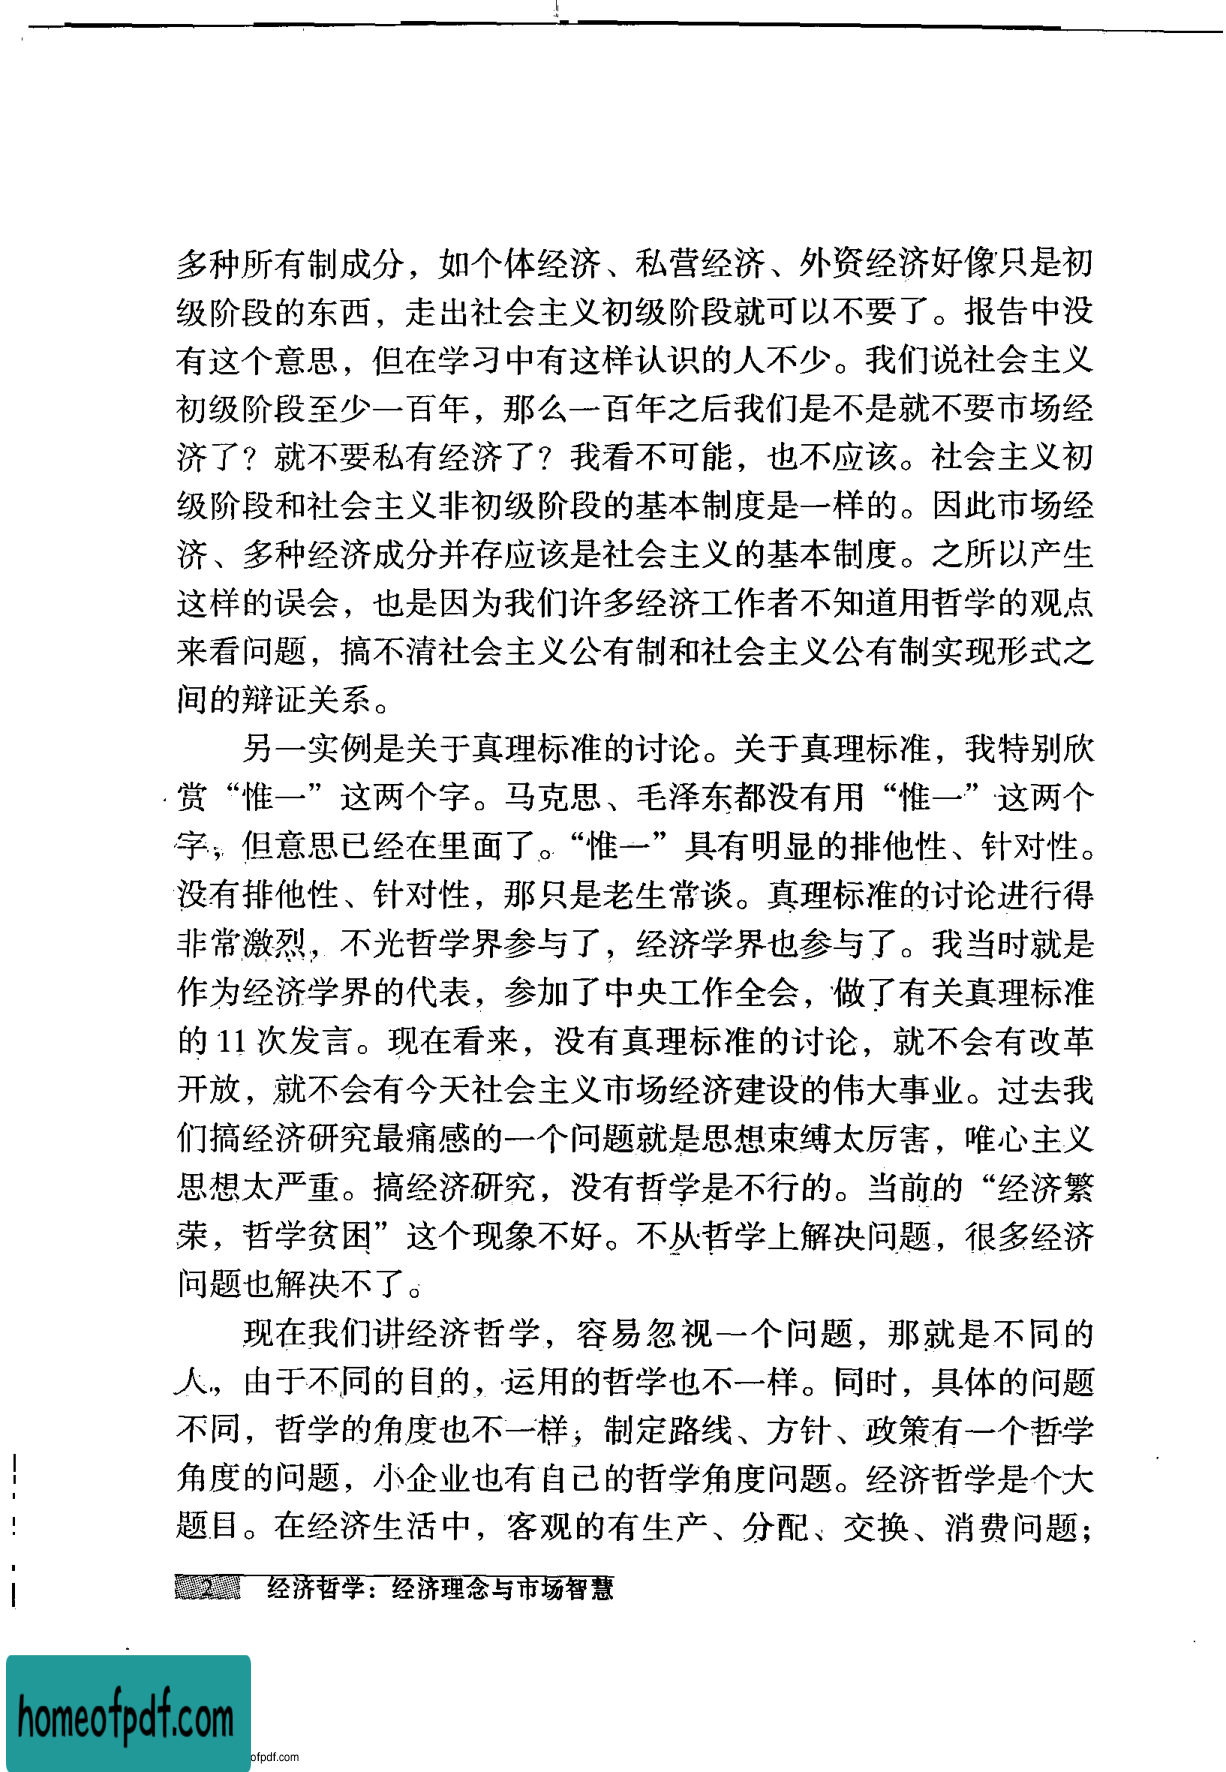 多种所有制成分，如个体经济、私营经济、外资经济好像只是初
级阶段的东西，走出社会主义初级阶段就可以不要了。报告中没
有这个意思，但在学习中有这样认识的人不少。我们说社会主义
初级阶段至少一百年，那么一百年之后我们是不是就不要市场经
济了？就不要私有经济了？我看不可能，也不应该。社会主义初
级阶段和社会主义非初级阶段的基本制度是一样的。因此市场经
济、多种经济成分并存应该是社会主义的基本制度。之所以产生
这样的误会，也是因为我们许多经济工作者不知道用哲学的观点
来看问题，搞不清社会主义公有制和社会主义公有制实现形式之
间的辩证关系。
另一实例是关于真理标准的讨论。关于真理标准，我特别欣
赏“惟一”这两个字。马克思、毛泽东都没有用“惟一”这两个
字，但意思已经在里面了。“惟一”具有明显的排他性、针对性。
没有排他性、针对性，那只是老生常谈。真理标准的讨论进行得
非常激烈，不光哲学界参与了，经济学界也参与了。我当时就是
作为经济学界的代表，参加了中央工作全会，做了有关真理标准
的11次发言。现在看来，没有真理标准的讨论，就不会有改革
开放，就不会有今天社会主义市场经济建设的伟大事业。过去我
们搞经济研究最痛感的一个问题就是思想束缚太厉害，唯心主义
思想太严重。搞经济研究，没有哲学是不行的。当前的“经济繁
荣，哲学贫困”这个现象不好。不从哲学上解决问题，很多经济
问题也解决不了。
现在我们讲经济哲学，容易忽视一个问题，那就是不同的
人，由于不同的目的，运用的哲学也不一样。同时，具体的问题
不同，哲学的角度也不一样；制定路线、方针、政策有一个哲学
角度的问题，小企业也有自己的哲学角度问题。经济哲学是个大
题目。在经济生活中，客观的有生产、分配、交换、消费问题；
2 经济哲学：经济理念与市场智慧
homeofpdf.com
ofpdf.com